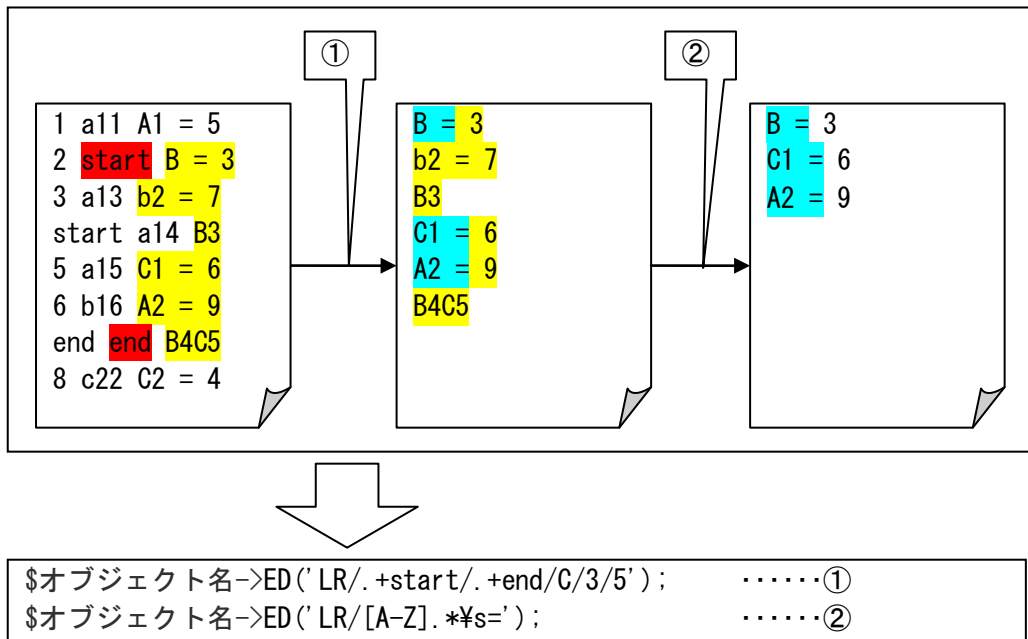 ①
②
1 a11 A1 = 5
2 start B = 3
3 a13 b2 = 7
start a14 B3
5 a15 C1 = 6
6 b16 A2 = 9
end end B4C5
8 c22 C2 = 4
B = 3
b2 = 7
B3
C1 = 6
A2 = 9
B4C5
B = 3
C1 = 6
A2 = 9
$オブジェクト名->ED('LR/.+start/.+end/C/3/5'); ······①
$オブジェクト名->ED('LR/[A-Z].*¥s='); ······②